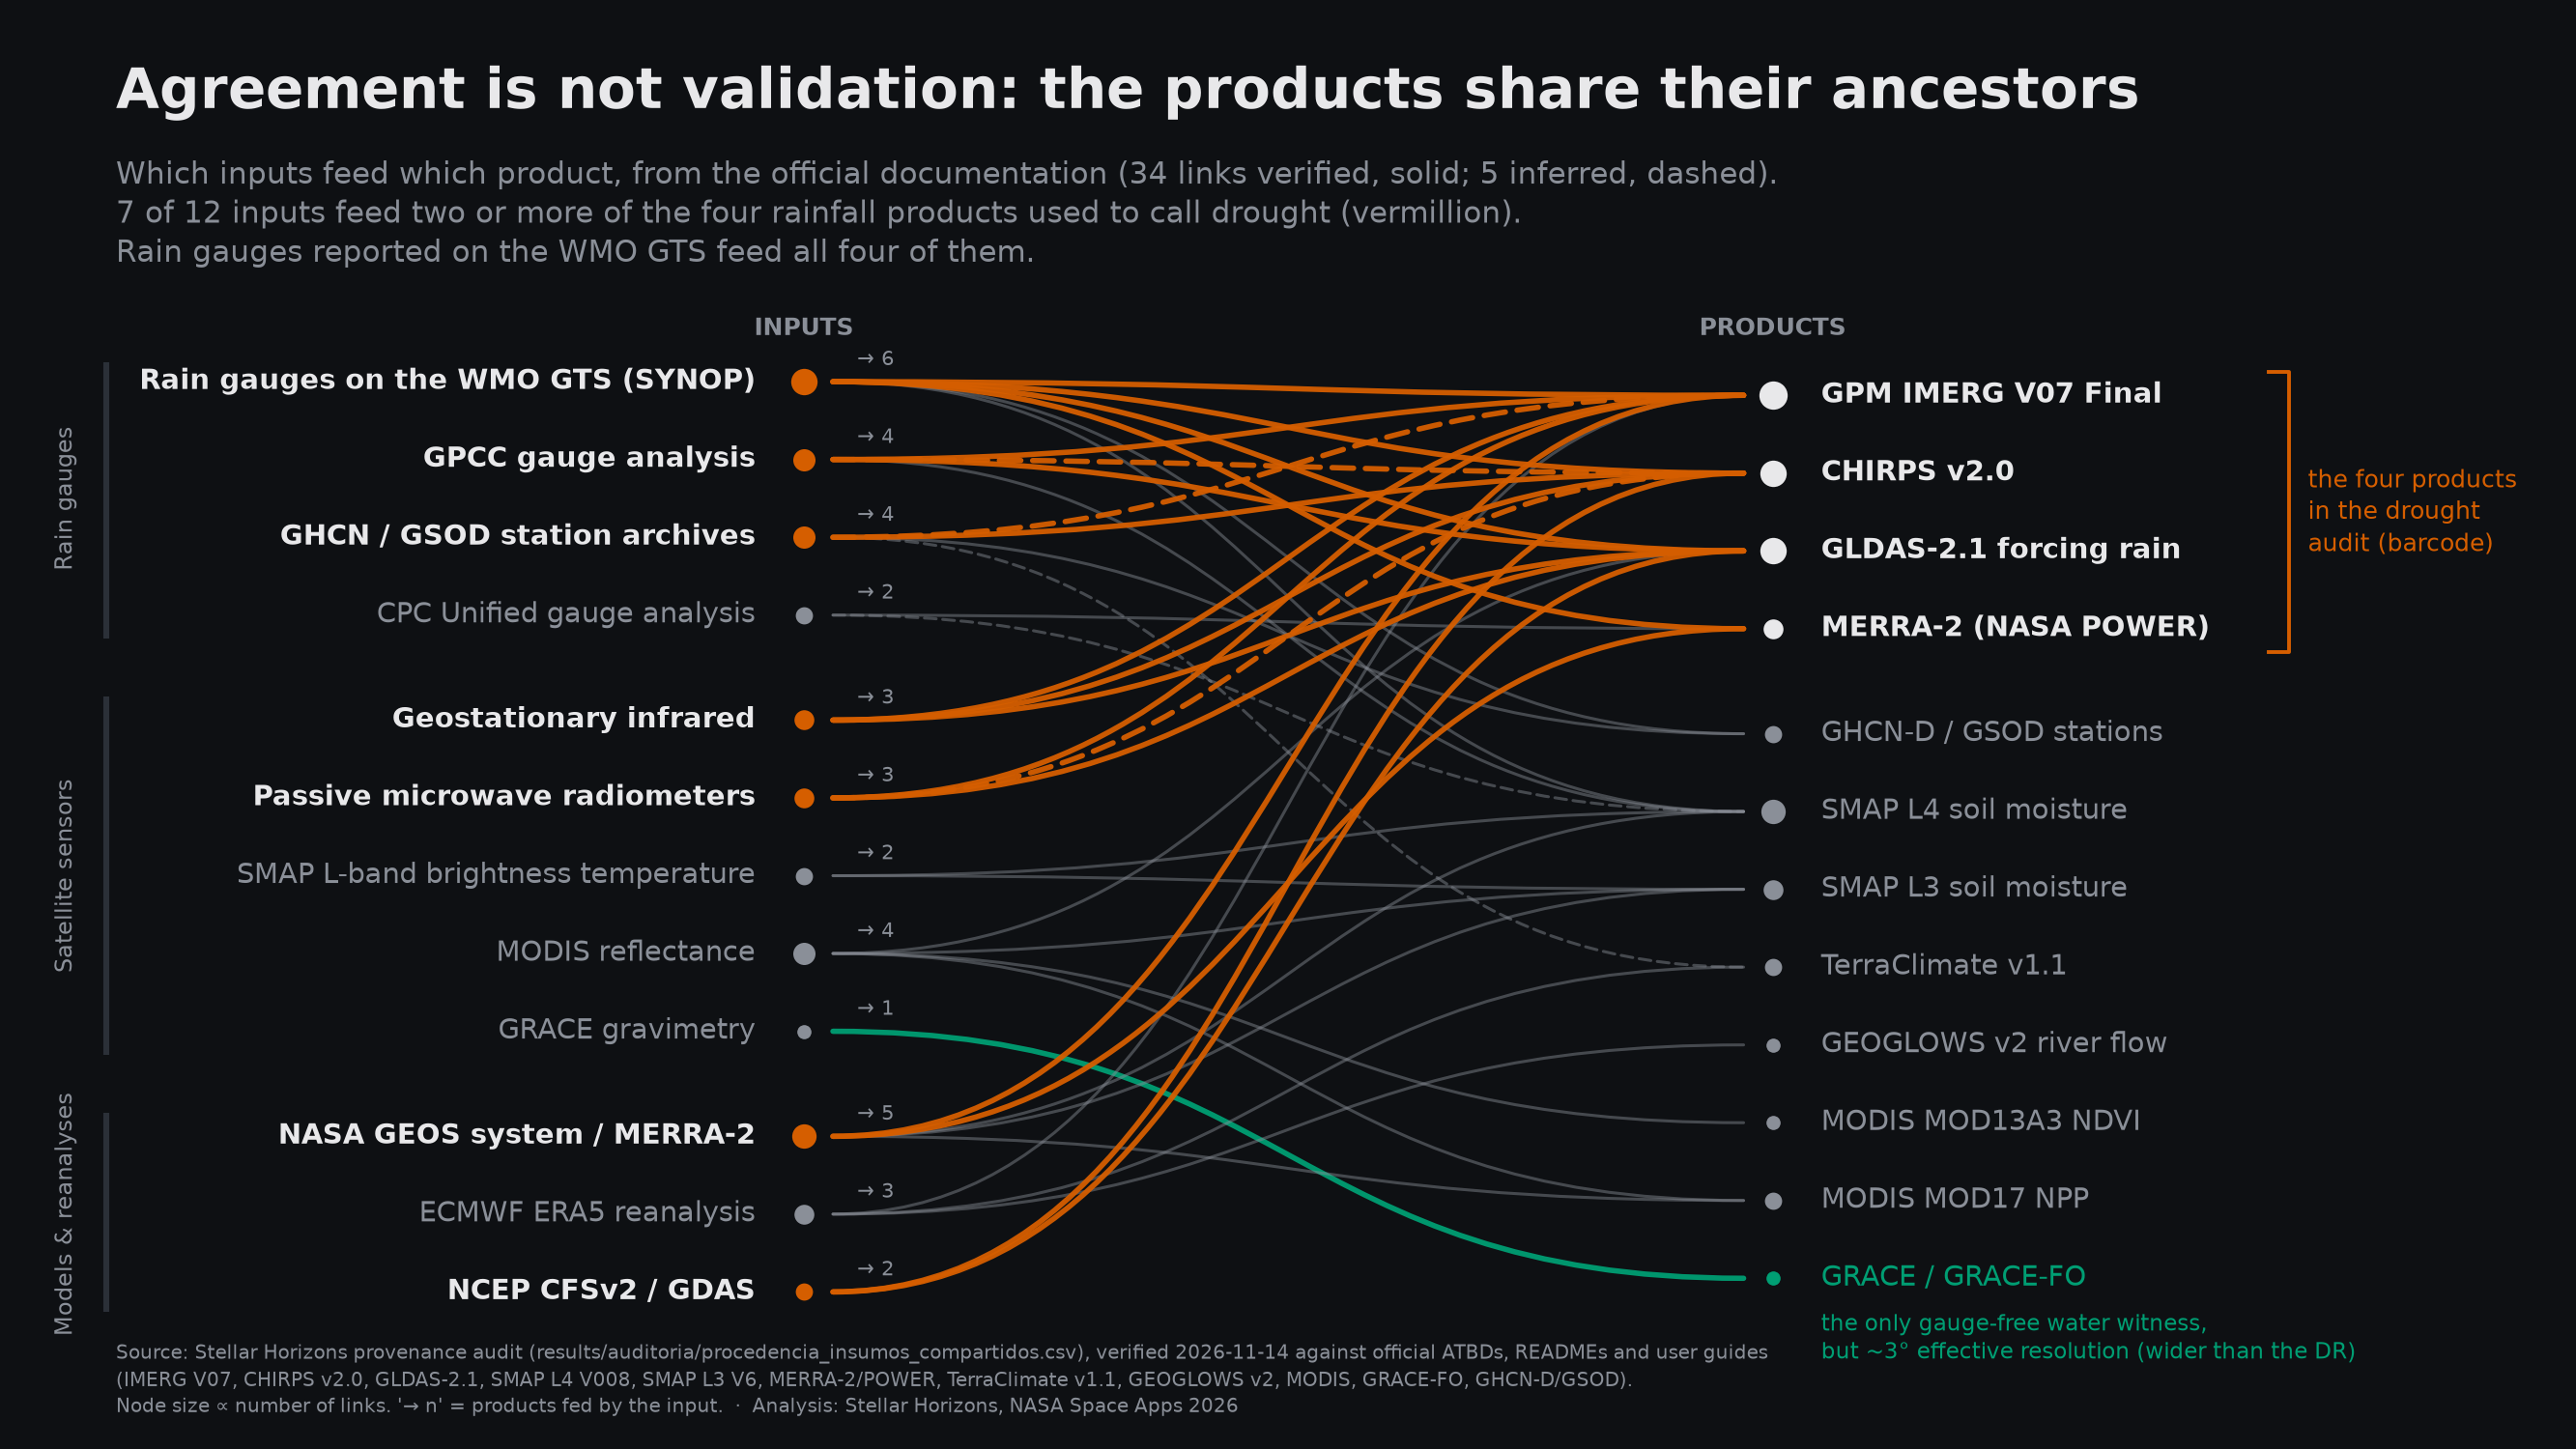 Agreement is not validation: the products share their ancestors
Which inputs feed which product, from the official documentation (34 links verified, solid; 5 inferred, dashed).
7 of 12 inputs feed two or more of the four rainfall products used to call drought (vermillion).
Rain gauges reported on the WMO GTS feed all four of them.
INPUTS
PRODUCTS
Rain gauges
Rain gauges on the WMO GTS (SYNOP)
→ 6
GPCC gauge analysis
→ 4
GHCN / GSOD station archives
→ 4
CPC Unified gauge analysis
→ 2
Satellite sensors
Geostationary infrared
→ 3
Passive microwave radiometers
→ 3
SMAP L-band brightness temperature
→ 2
MODIS reflectance
→ 4
GRACE gravimetry
→ 1
Models & reanalyses
NASA GEOS system / MERRA-2
→ 5
ECMWF ERA5 reanalysis
→ 3
NCEP CFSv2 / GDAS
→ 2
GPM IMERG V07 Final
CHIRPS v2.0
GLDAS-2.1 forcing rain
MERRA-2 (NASA POWER)
the four products
in the drought
audit (barcode)
GHCN-D / GSOD stations
SMAP L4 soil moisture
SMAP L3 soil moisture
TerraClimate v1.1
GEOGLOWS v2 river flow
MODIS MOD13A3 NDVI
MODIS MOD17 NPP
GRACE / GRACE-FO
the only gauge-free water witness,
but ~3° effective resolution (wider than the DR)
Source: Stellar Horizons provenance audit (results/auditoria/procedencia_insumos_compartidos.csv), verified 2026-11-14 against official ATBDs, READMEs and user guides
(IMERG V07, CHIRPS v2.0, GLDAS-2.1, SMAP L4 V008, SMAP L3 V6, MERRA-2/POWER, TerraClimate v1.1, GEOGLOWS v2, MODIS, GRACE-FO, GHCN-D/GSOD).
Node size ∝ number of links. '→ n' = products fed by the input.  ·  Analysis: Stellar Horizons, NASA Space Apps 2026